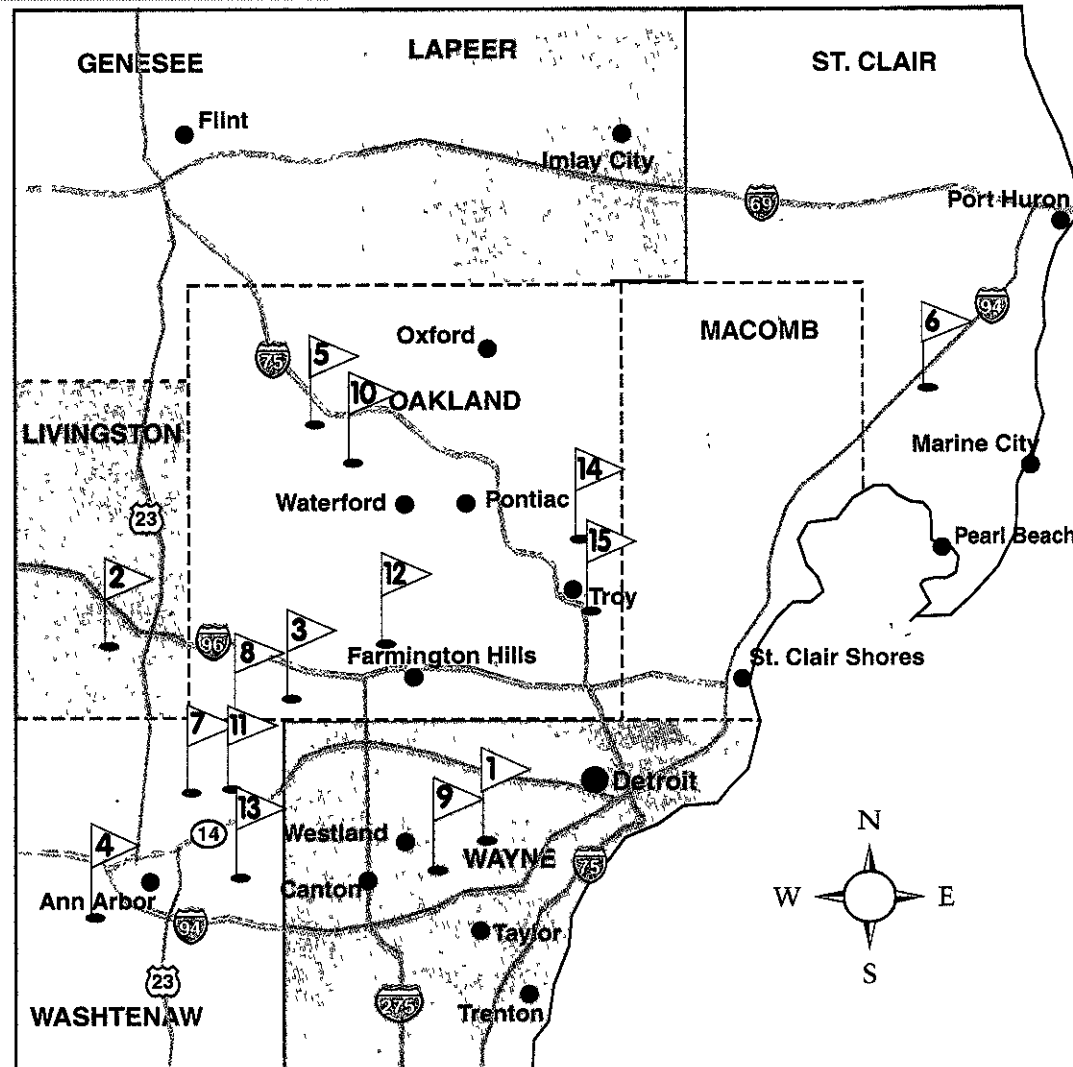 GENESEE
LAPEER
ST. CLAIR
Flint
Imlay City
69
Port Huron
94
6
MACOMB
Oxford
75
5
10
OAKLAND
LIVINGSTON
Marine City
14
Waterford
Pontiac
23
15
Pearl Beach
2
12
Troy
3
96
8
Farmington Hills
St. Clair Shores
7
11
1
Detroit
9
13
14
Westland
4
WAYNE
75
Ann Arbor
Canton
N
W
E
S
94
Taylor
23
275
Trenton
WASHTENAW